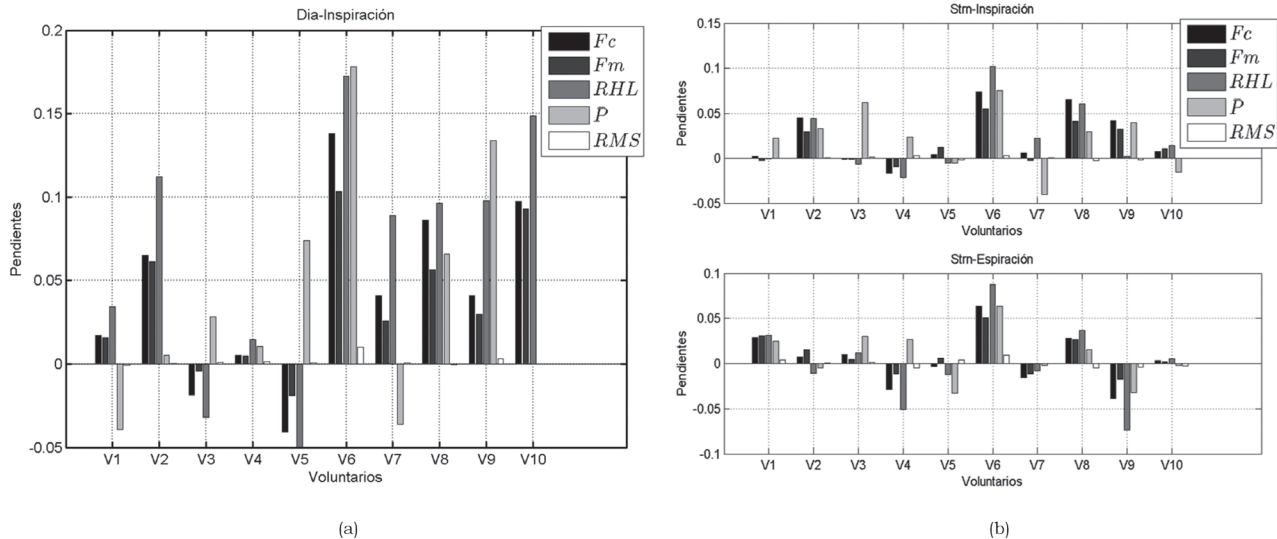 Dia-Inspiración
0.2
0.15
0.1
0.05
0
-0.05
Pendientes
V1 V2 V3 V4 V5 V6 V7 V8 V9 V10
Voluntarios
Fc
Fm
RHL
P
RMS
(a)
Strn-Inspiración
0.15
0.1
0.05
0
-0.05
Pendientes
V1 V2 V3 V4 V5 V6 V7 V8 V9 V10
Voluntarios
Fc
Fm
RHL
P
RMS
Strn-Espiración
0.1
0.05
0
-0.05
-0.1
Pendientes
V1 V2 V3 V4 V5 V6 V7 V8 V9 V10
Voluntarios
(b)